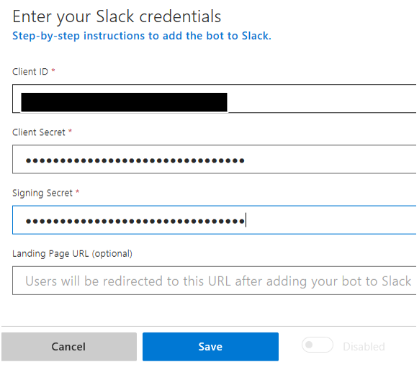 Enter your Slack credentials
Step-by-step instructions to add the bot to Slack.
Client ID *
Client Secret *
••••••••••••••••••••••••••••••••
Signing Secret *
••••••••••••••••••••••••••••••••
Landing Page URL (optional)
Users will be redirected to this URL after adding your bot to Slack
Cancel
Save
Disabled